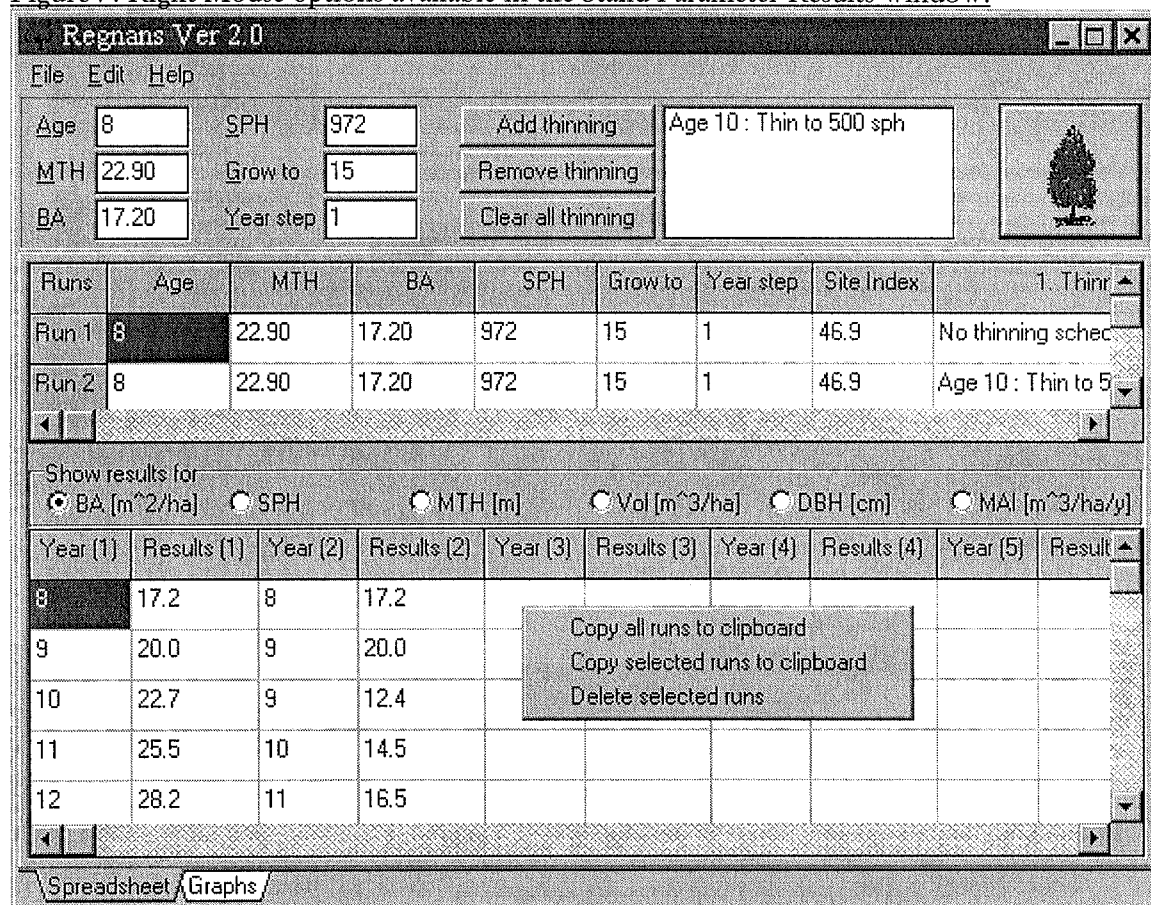 Regnans Ver 2.0
File Edit Help
Age 8 SPH 972 Add thinning Age 10 : Thin to 500 sph
MTH 22.90 Grow to 15 Remove thinning
BA 17.20 Year step 1 Clear all thinning
Runs Age MTH BA SPH Grow to Year step Site Index 1. Thinr
Run 1 8 22.90 17.20 972 15 1 46.9 No thinning sched
Run 2 8 22.90 17.20 972 15 1 46.9 Age 10 : Thin to 5
Show results for
BA [m^2/ha] SPH MTH [m] Vol [m^3/ha] DBH [cm] MAI [m^3/ha/y]
Year (1) Results (1) Year (2) Results (2) Year (3) Results (3) Year (4) Results (4) Year (5) Result
8 17.2 8 17.2
Copy all runs to clipboard
9 20.0 9 20.0
Copy selected runs to clipboard
10 22.7 9 12.4
Delete selected runs
11 25.5 10 14.5
12 28.2 11 16.5
Spreadsheet Graphs